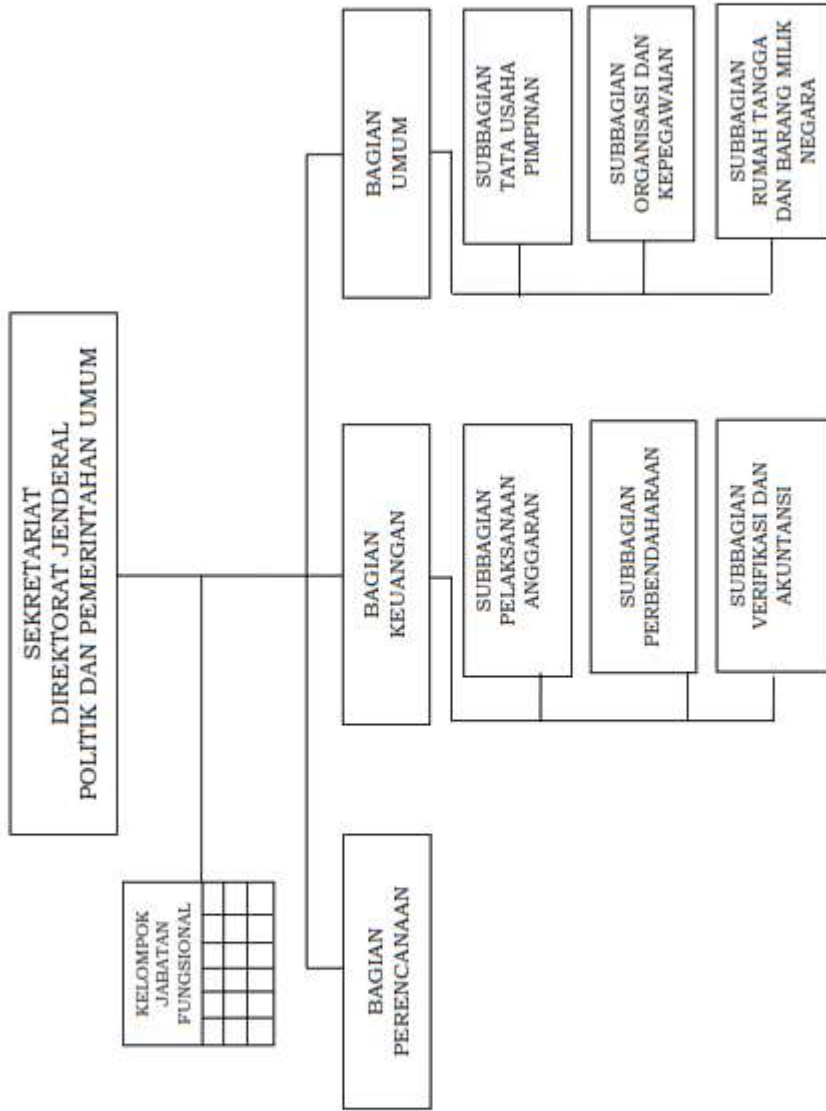 SEKRETARIAT
DIREKTORAT JENDERAL
POLITIK DAN PEMERINTAHAN UMUM
KELOMPOK
JABATAN
FUNGSIONAL
BAGIAN
PERENCANAAN
BAGIAN
KEUANGAN
SUBBAGIAN
PELAKSANAAN
ANGGARAN
SUBBAGIAN
PERBENDAHARAAN
SUBBAGIAN
VERIFIKASI DAN
AKUNTANSI
BAGIAN
UMUM
SUBBAGIAN
TATA USAHA
PIMPINAN
SUBBAGIAN
ORGANISASI DAN
KEPEGAWAIAN
SUBBAGIAN
RUMAH TANGGA
DAN BARANG MILIK
NEGARA